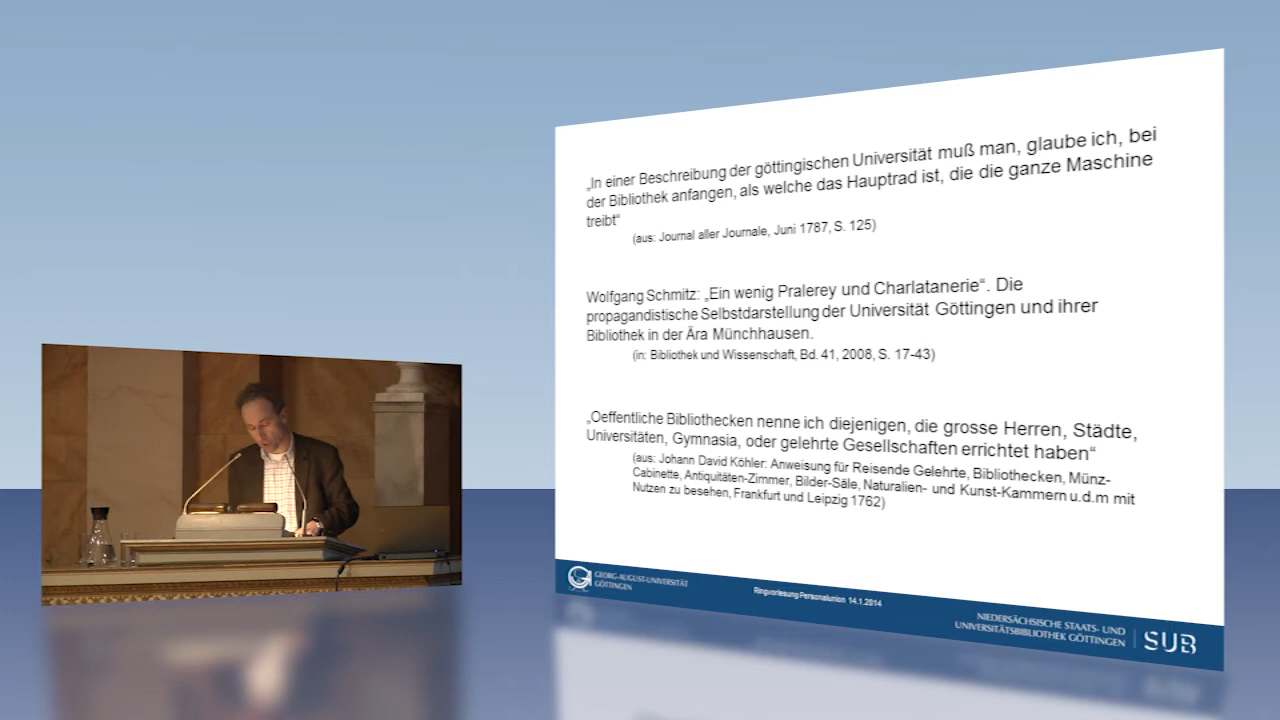 „In einer Beschreibung der göttingischen Universität muß man, glaube ich, bei
der Bibliothek anfangen, als welche das Hauptrad ist, die die ganze Maschine
treibt“
(aus: Journal aller Journale, Juni 1787, S. 125)
Wolfgang Schmitz: „Ein wenig Pralerey und Charlatanerie“. Die
propagandistische Selbstdarstellung der Universität Göttingen und ihrer
Bibliothek in der Ära Münchhausen.
(in: Bibliothek und Wissenschaft, Bd. 41, 2008, S. 17-43)
„Oeffentliche Bibliothecken nenne ich diejenigen, die grosse Herren, Städte,
Universitäten, Gymnasia, oder gelehrte Gesellschaften errichtet haben“
(aus: Johann David Köhler: Anweisung für Reisende Gelehrte, Bibliothecken, Münz-
Cabinette, Antiquitäten-Zimmer, Bilder-Säle, Naturalien- und Kunst-Kammern u.d.m mit
Nutzen zu besehen, Frankfurt und Leipzig 1762)
GEORG-AUGUST-UNIVERSITÄT
GÖTTINGEN
Ringvorlesung Personalunion 14.1.2014
NIEDERSÄCHSISCHE STAATS- UND
UNIVERSITÄTSBIBLIOTHEK GÖTTINGEN
SUB